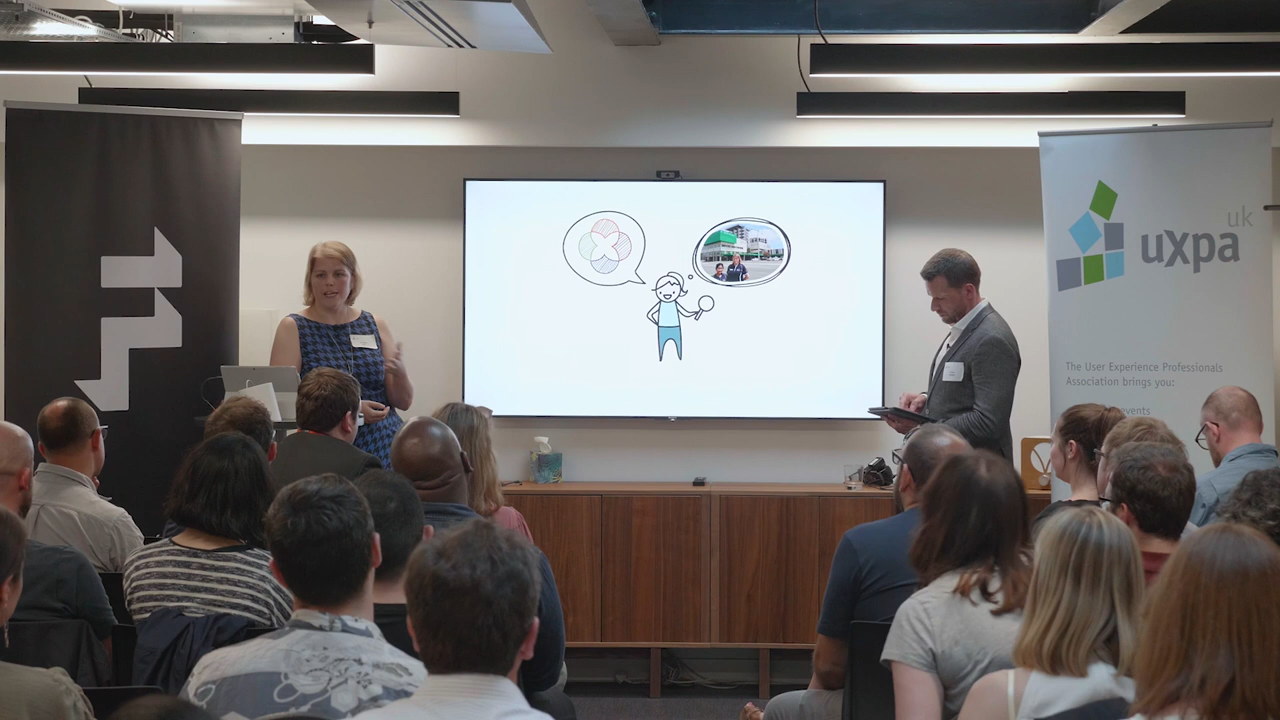 uxpa uk
The User Experience Professionals
Association brings you:
events